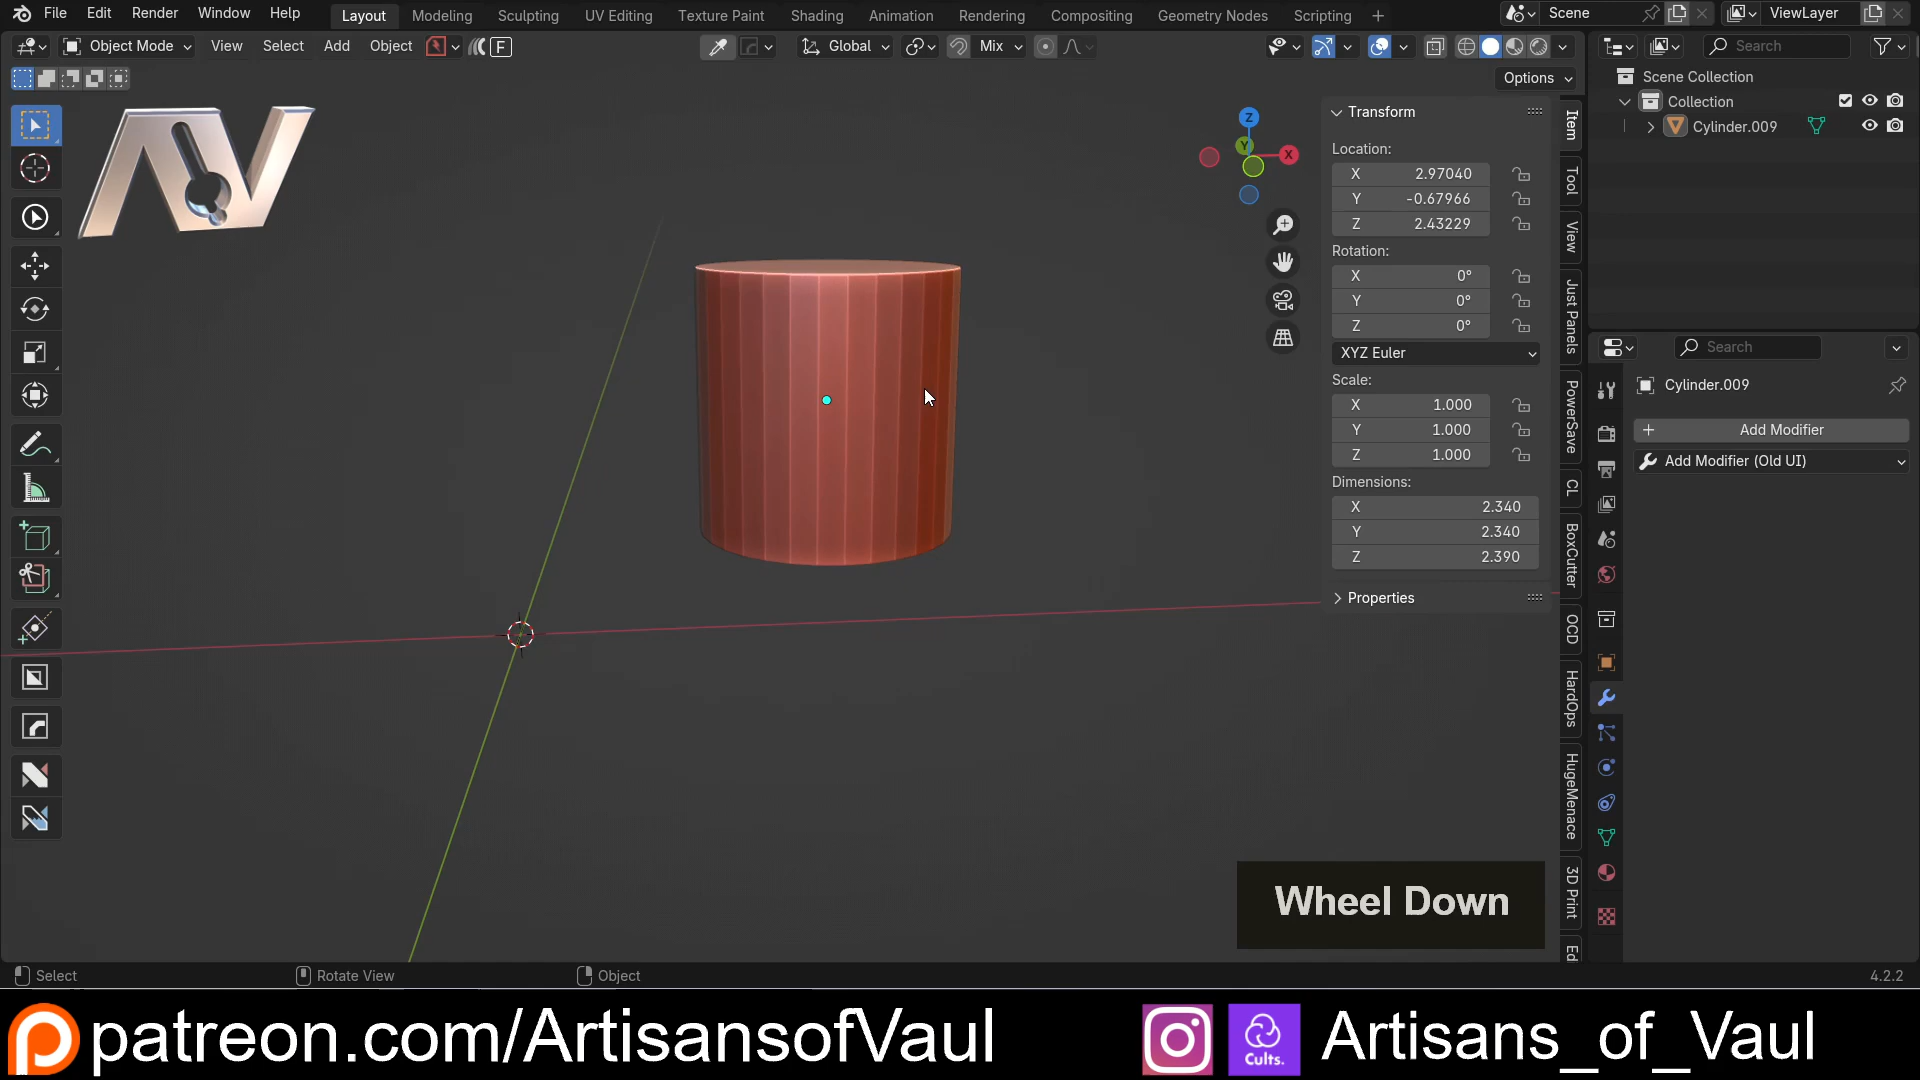 File Edit Render Window Help Layout Modeling Sculpting UV Editing Texture Paint Shading Animation Rendering Compositing Geometry Nodes Scripting + Scene ViewLayer
Object Mode View Select Add Object F Global Mix Search
Options
Scene Collection
Collection
Cylinder.009
Transform
Location:
X 2.97040
Y -0.67966
Z 2.43229
Rotation:
X 0°
Y 0°
Z 0°
XYZ Euler
Scale:
X 1.000
Y 1.000
Z 1.000
Dimensions:
X 2.340
Y 2.340
Z 2.390
Properties
Z
Y
X
Item
Tool
View
Just Panels
PowerSave
CL
BoxCutter
OCD
HardOps
HugeMenace
3D Print
Ed
Search
Cylinder.009
+ Add Modifier
Add Modifier (Old UI)
Wheel Down
Select Rotate View Object 4.2.2
patreon.com/ArtisansofVaul Cults. Artisans_of_Vaul